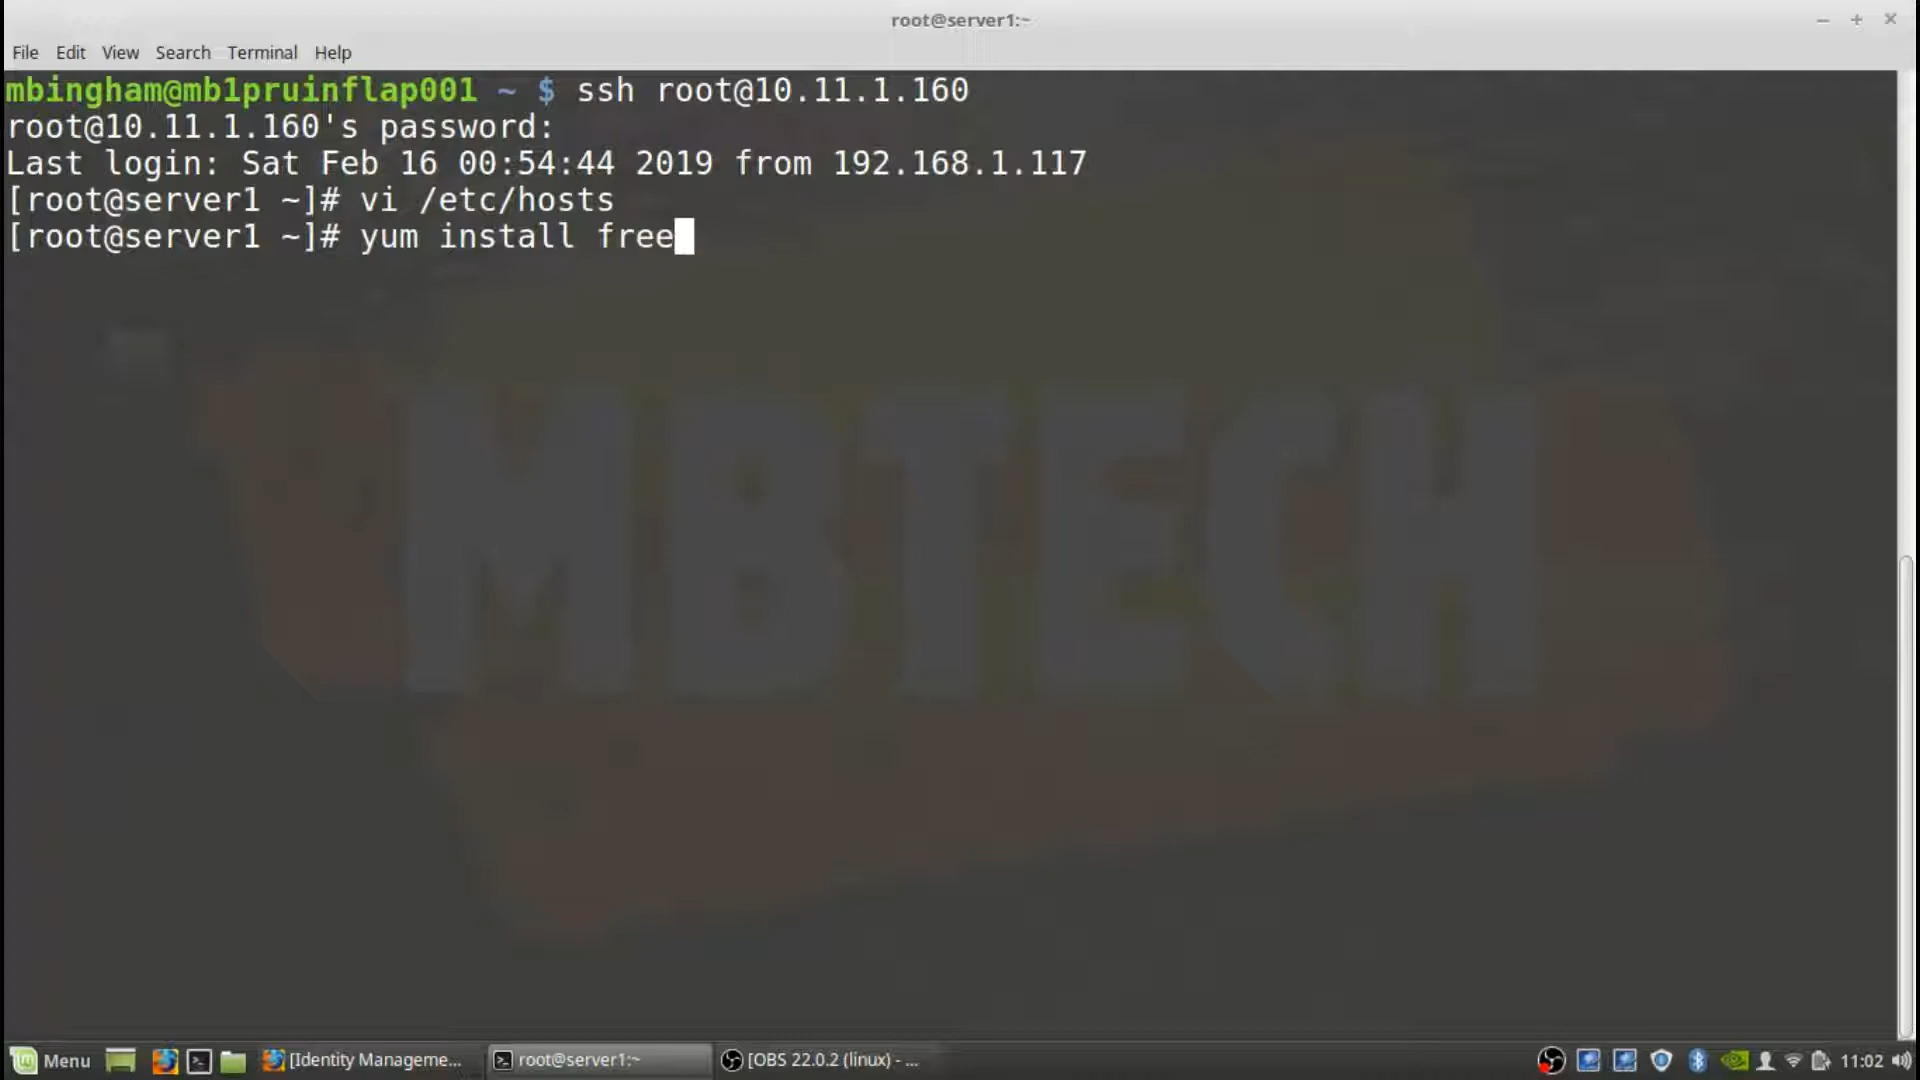 root@server1:~
File Edit View Search Terminal Help
mbingham@mb1pruinflap001 ~ $ ssh root@10.11.1.160
root@10.11.1.160's password:
Last login: Sat Feb 16 00:54:44 2019 from 192.168.1.117
[root@server1 ~]# vi /etc/hosts
[root@server1 ~]# yum install free
MBTECH
Menu [Identity Manageme... root@server1:~ [OBS 22.0.2 (linux) - ... 11:02